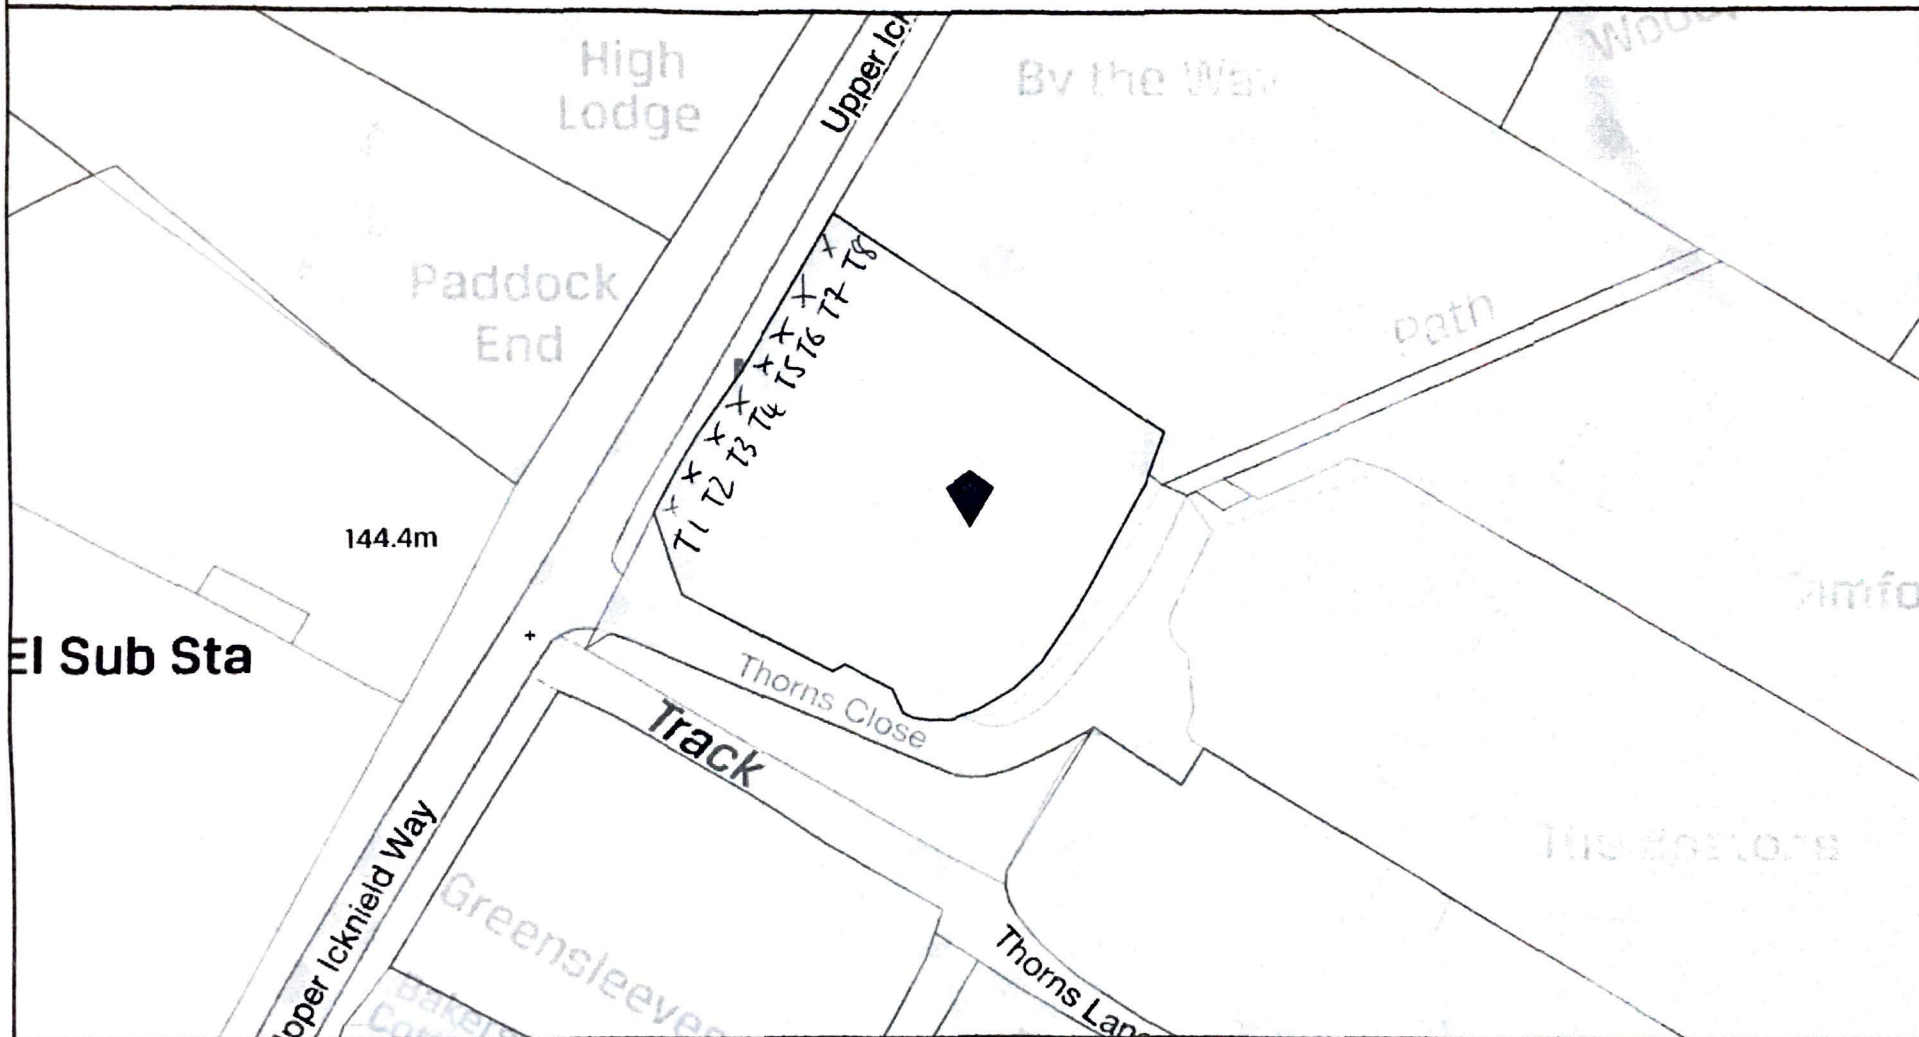 High
Lodge
Upper Ick
By the Way
Paddock
End
Path
T1 T2 T3 T4 T5 T6 T7 T8
144.4m
El Sub Sta
Thorns Close
Track
Upper Icknield Way
Greensleeves
Bakers
Thorns Lane